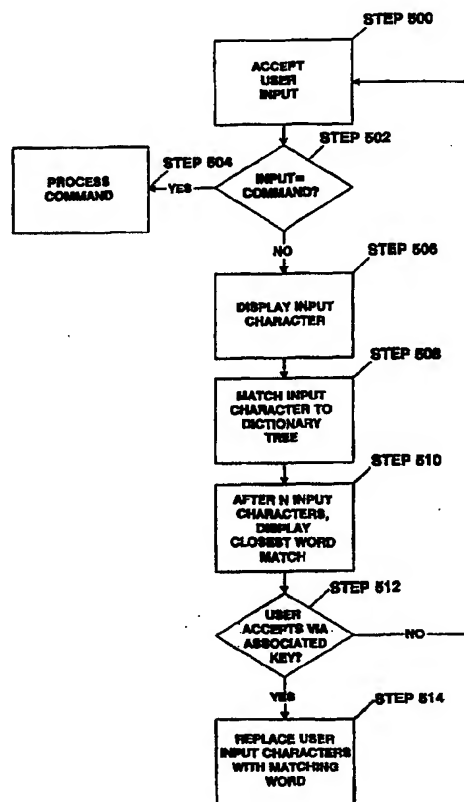 STEP 500
ACCEPT
USER
INPUT
STEP 502
INPUT=
COMMAND?
STEP 504
YES
PROCESS
COMMAND
NO
STEP 506
DISPLAY INPUT
CHARACTER
STEP 508
MATCH INPUT
CHARACTER TO
DICTIONARY
TREE
STEP 510
AFTER N INPUT
CHARACTERS,
DISPLAY
CLOSEST WORD
MATCH
STEP 512
USER
ACCEPTS VIA
ASSOCIATED
KEY?
NO
YES
STEP 514
REPLACE USER
INPUT CHARACTERS
WITH MATCHING
WORD